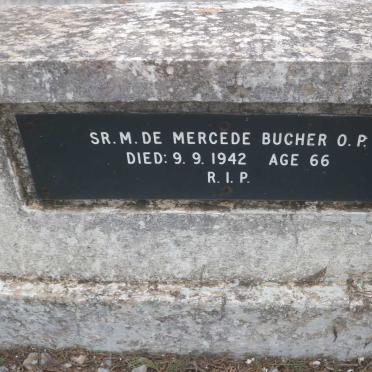 SR. M. DE MERCEDE BUCHER O. P.
DIED: 9. 9. 1942 AGE 66
R. I. P.